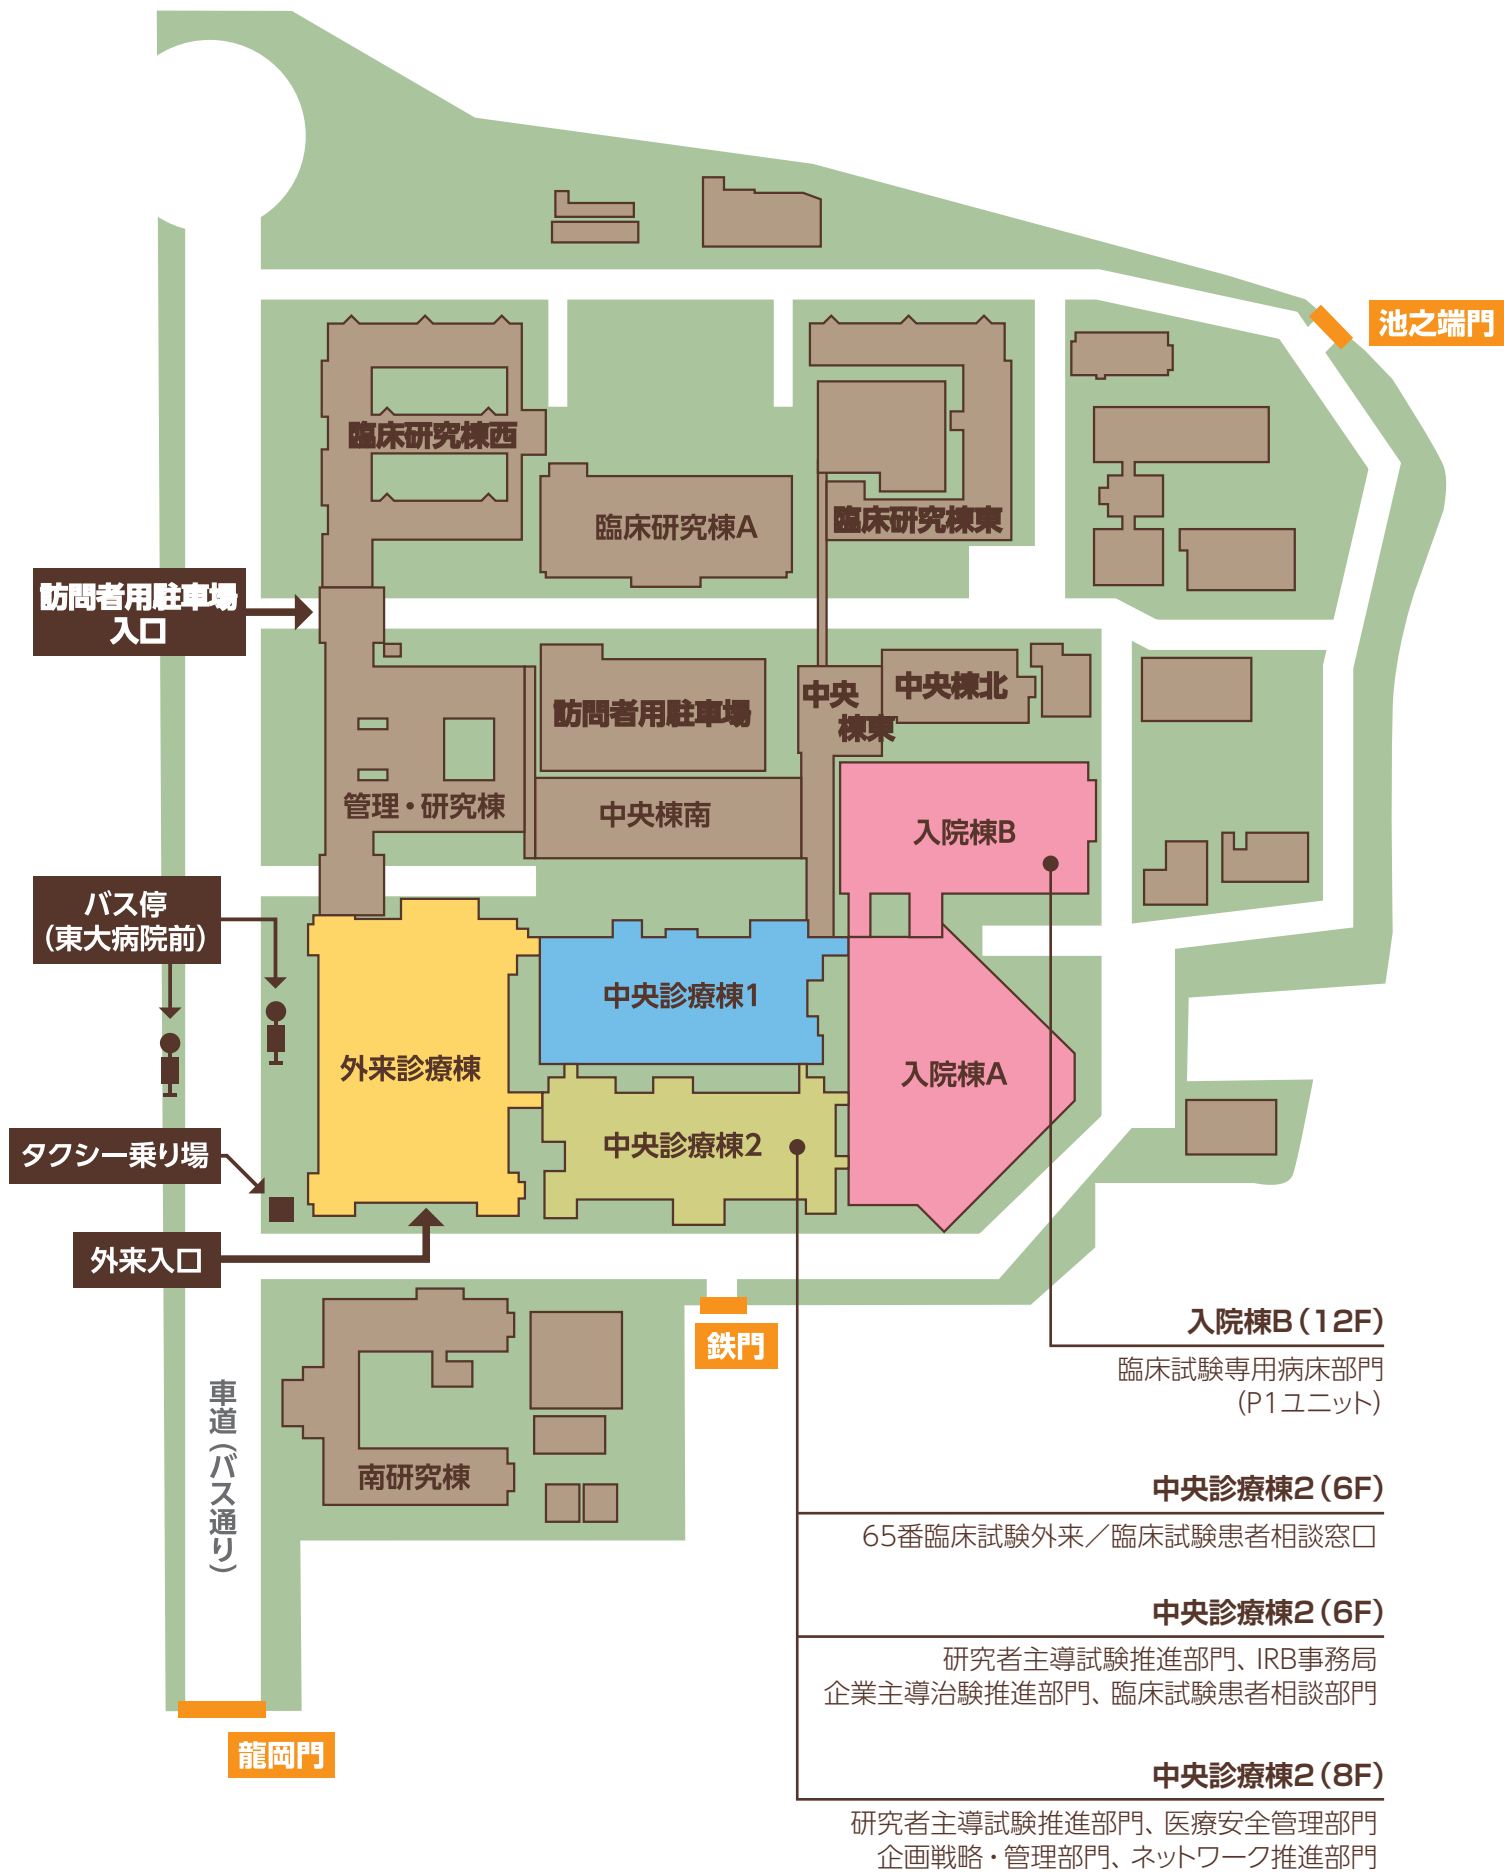 池之端門
臨床研究棟西
臨床研究棟A
臨床研究棟東
訪問者用駐車場
入口
訪問者用駐車場
中央
棟東
中央棟北
管理・研究棟
中央棟南
入院棟B
バス停
（東大病院前）
中央診療棟1
外来診療棟
入院棟A
中央診療棟2
タクシー乗り場
外来入口
鉄門
車道（バス通り）
南研究棟
龍岡門
入院棟B（12F）
臨床試験専用病床部門
（P1ユニット）
中央診療棟2（6F）
65番臨床試験外来／臨床試験患者相談窓口
中央診療棟2（6F）
研究者主導試験推進部門、IRB事務局
企業主導治験推進部門、臨床試験患者相談部門
中央診療棟2（8F）
研究者主導試験推進部門、医療安全管理部門
企画戦略・管理部門、ネットワーク推進部門